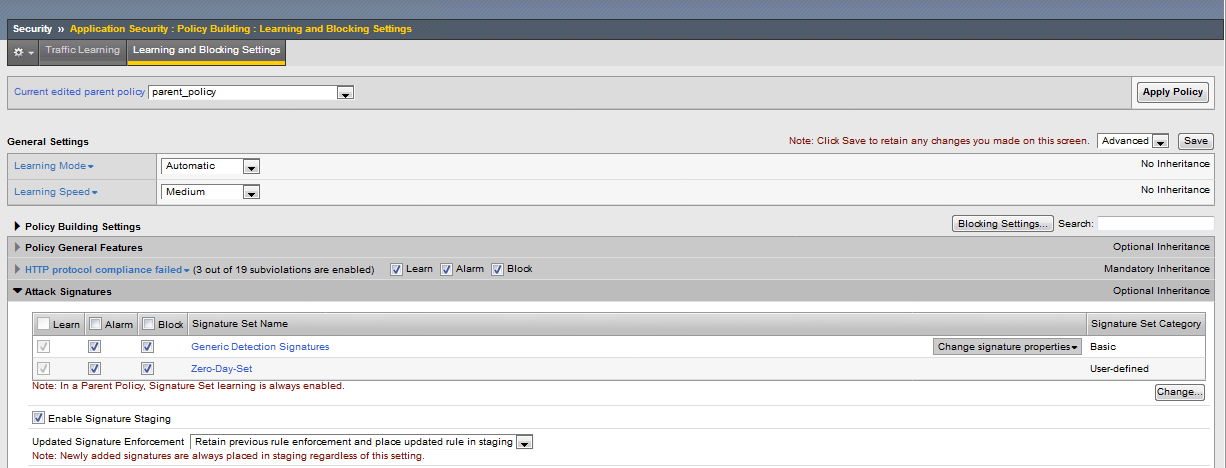 Security »» Application Security : Policy Building : Learning and Blocking Settings
Traffic Learning Learning and Blocking Settings
Current edited parent policy parent_policy Apply Policy
General Settings Note: Click Save to retain any changes you made on this screen. Advanced Save
Learning Mode Automatic No Inheritance
Learning Speed Medium No Inheritance
Policy Building Settings Blocking Settings... Search:
Policy General Features Optional Inheritance
HTTP protocol compliance failed (3 out of 19 subviolations are enabled) Learn Alarm Block Mandatory Inheritance
Attack Signatures Optional Inheritance
Learn Alarm Block Signature Set Name Signature Set Category
Generic Detection Signatures Change signature properties Basic
Zero-Day-Set User-defined
Note: In a Parent Policy, Signature Set learning is always enabled.
Change...
Enable Signature Staging
Updated Signature Enforcement Retain previous rule enforcement and place updated rule in staging
Note: Newly added signatures are always placed in staging regardless of this setting.